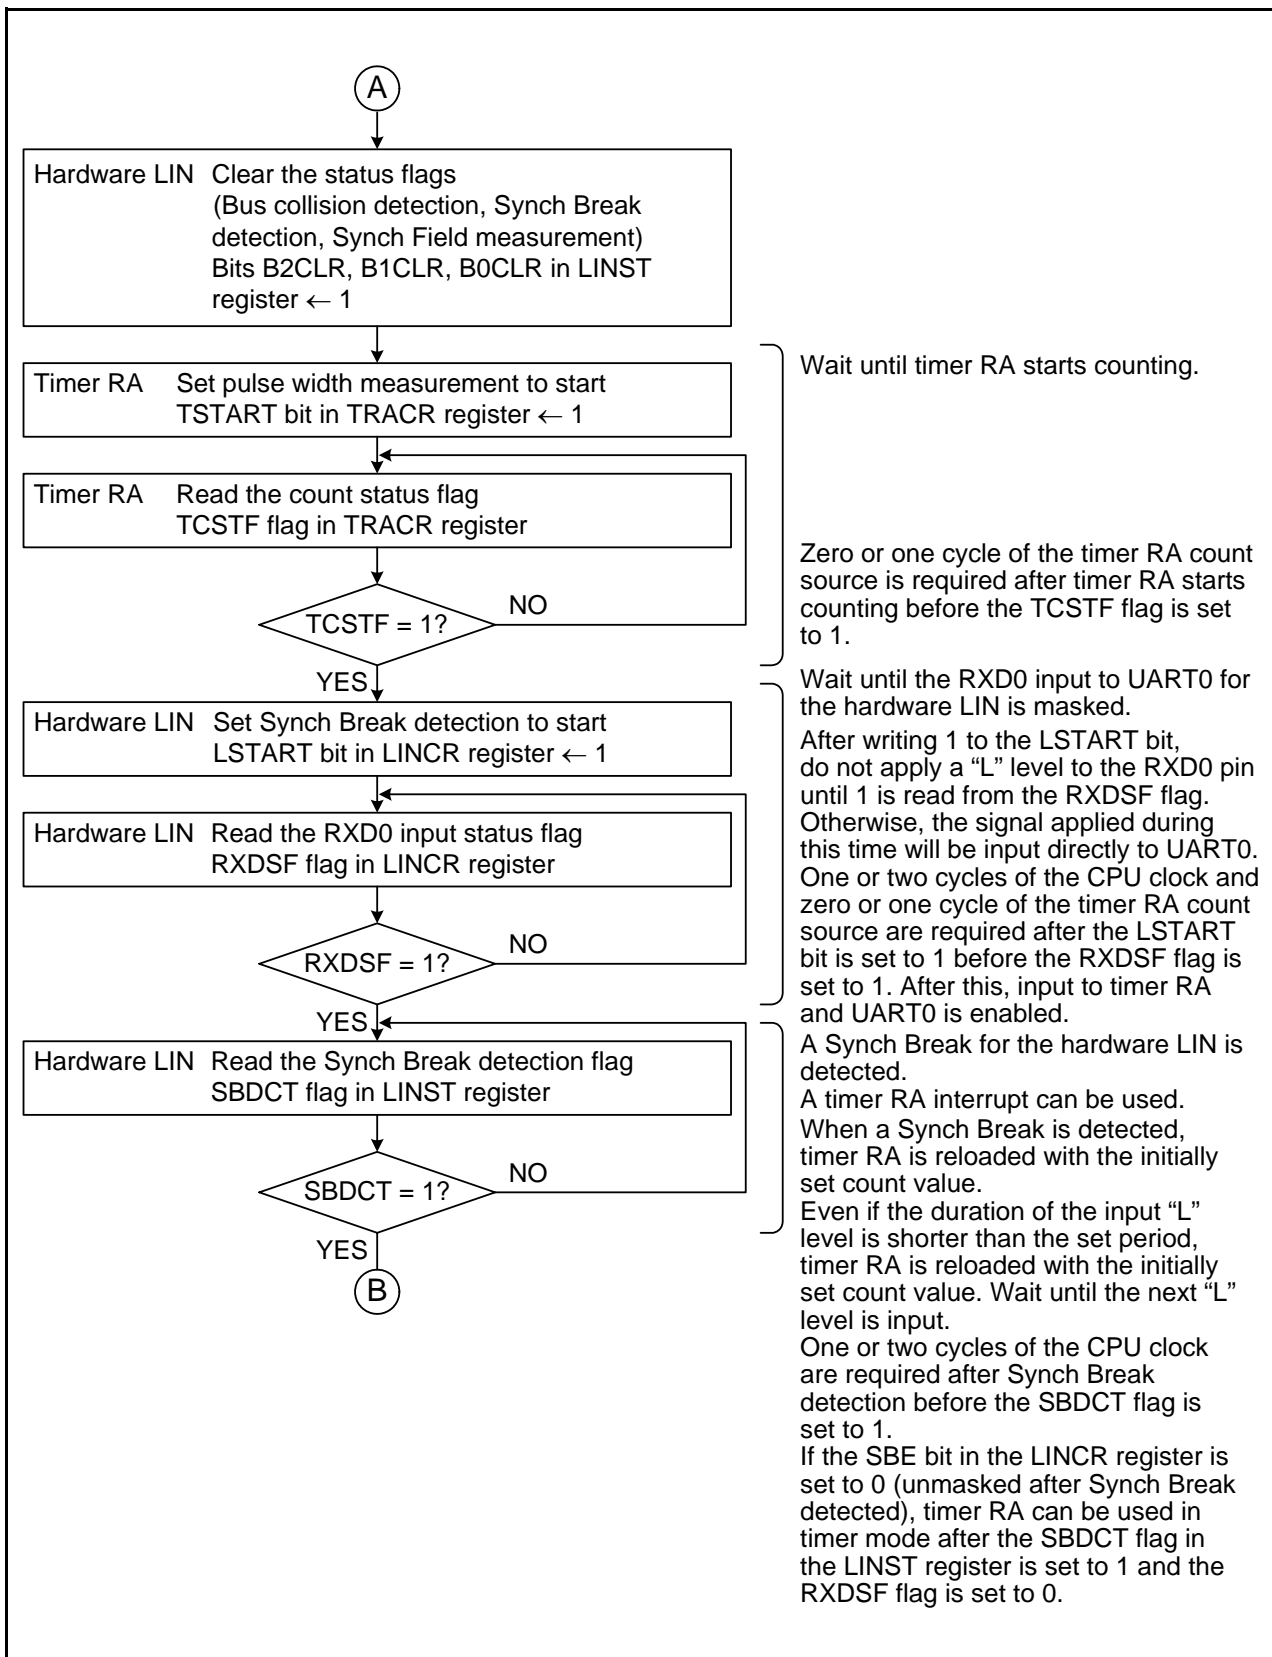 A
Hardware LIN Clear the status flags
(Bus collision detection, Synch Break
detection, Synch Field measurement)
Bits B2CLR, B1CLR, B0CLR in LINST
register ← 1
Timer RA Set pulse width measurement to start
TSTART bit in TRACR register ← 1
Wait until timer RA starts counting.
Timer RA Read the count status flag
TCSTF flag in TRACR register
TCSTF = 1?
NO
YES
Zero or one cycle of the timer RA count
source is required after timer RA starts
counting before the TCSTF flag is set
to 1.
Hardware LIN Set Synch Break detection to start
LSTART bit in LINCR register ← 1
Hardware LIN Read the RXD0 input status flag
RXDSF flag in LINCR register
RXDSF = 1?
NO
YES
Wait until the RXD0 input to UART0 for
the hardware LIN is masked.
After writing 1 to the LSTART bit,
do not apply a “L” level to the RXD0 pin
until 1 is read from the RXDSF flag.
Otherwise, the signal applied during
this time will be input directly to UART0.
One or two cycles of the CPU clock and
zero or one cycle of the timer RA count
source are required after the LSTART
bit is set to 1 before the RXDSF flag is
set to 1. After this, input to timer RA
and UART0 is enabled.
Hardware LIN Read the Synch Break detection flag
SBDCT flag in LINST register
SBDCT = 1?
NO
YES
B
A Synch Break for the hardware LIN is
detected.
A timer RA interrupt can be used.
When a Synch Break is detected,
timer RA is reloaded with the initially
set count value.
Even if the duration of the input “L”
level is shorter than the set period,
timer RA is reloaded with the initially
set count value. Wait until the next “L”
level is input.
One or two cycles of the CPU clock
are required after Synch Break
detection before the SBDCT flag is
set to 1.
If the SBE bit in the LINCR register is
set to 0 (unmasked after Synch Break
detected), timer RA can be used in
timer mode after the SBDCT flag in
the LINST register is set to 1 and the
RXDSF flag is set to 0.